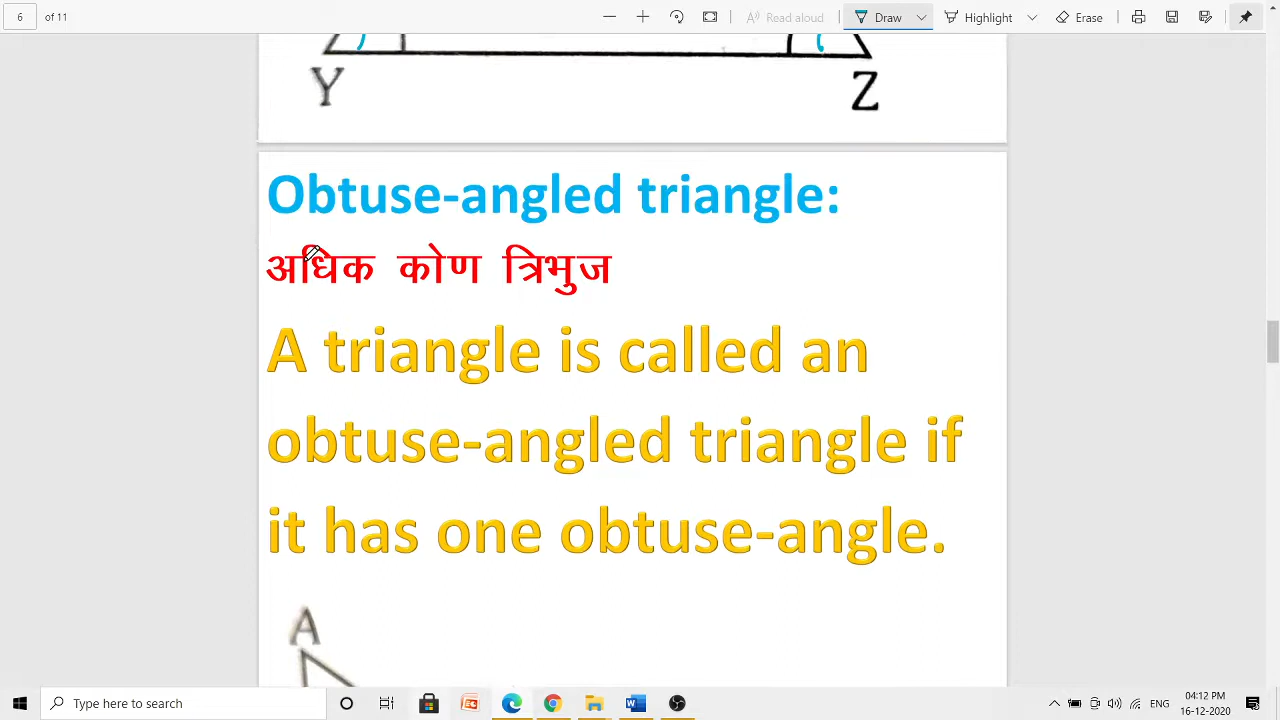 6 of 11 Read aloud Draw Highlight Erase
Y Z
Obtuse-angled triangle:
अधिक कोण त्रिभुज
A triangle is called an
obtuse-angled triangle if
it has one obtuse-angle.
A
Type here to search ENG 04:12 PM
16-12-2020